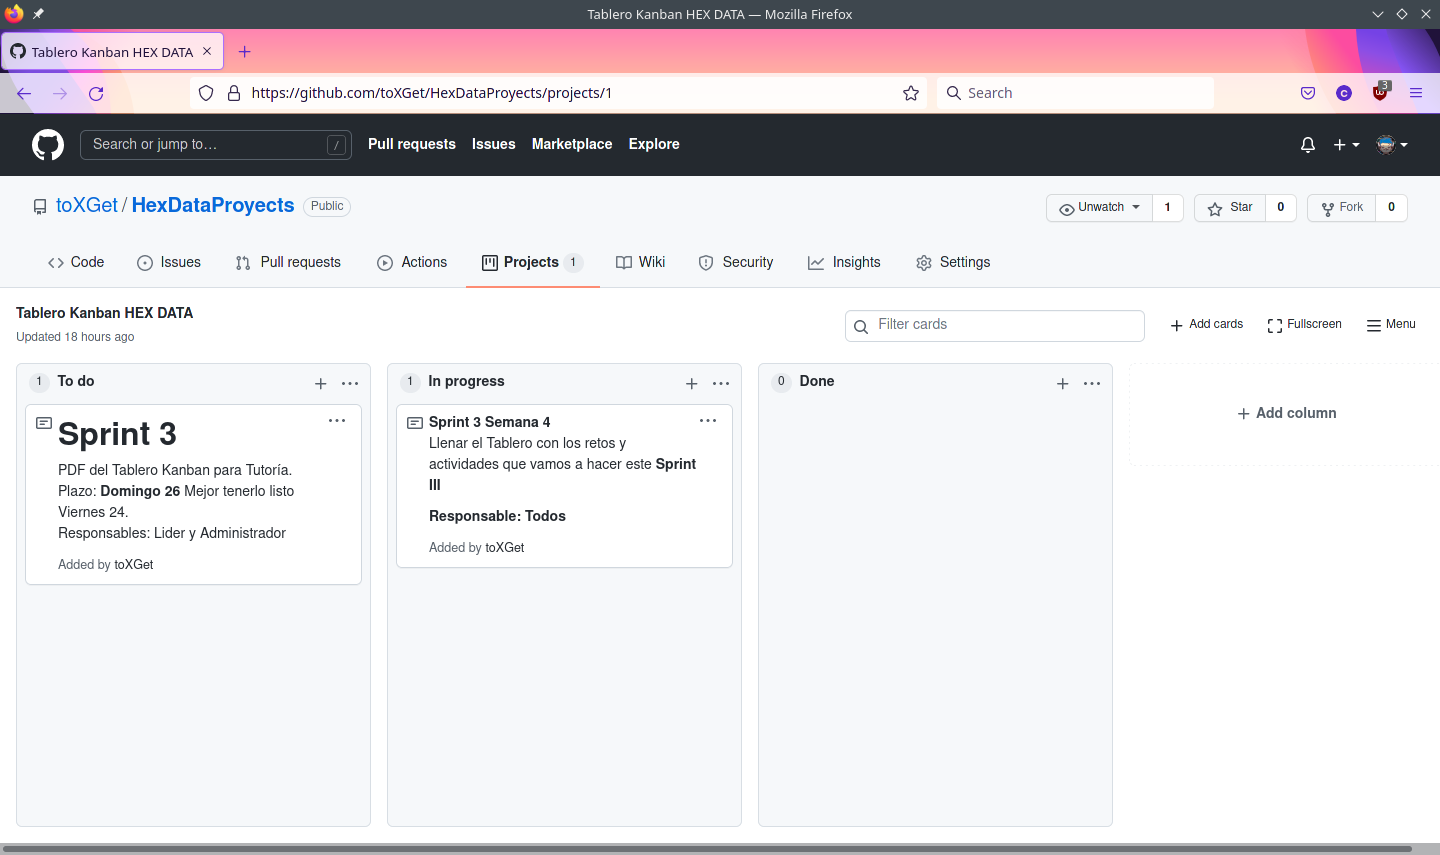 Tablero Kanban HEX DATA — Mozilla Firefox
Tablero Kanban HEX DATA
https://github.com/toXGet/HexDataProyects/projects/1
Search
C
3
Search or jump to…
/
Pull requests
Issues
Marketplace
Explore
toXGet / HexDataProyects
Public
Unwatch
1
Star
0
Fork
0
Code
Issues
Pull requests
Actions
Projects
1
Wiki
Security
Insights
Settings
Tablero Kanban HEX DATA
Updated 18 hours ago
Filter cards
Add cards
Fullscreen
Menu
1
To do
Sprint 3
PDF del Tablero Kanban para Tutoría.
Plazo: Domingo 26 Mejor tenerlo listo
Viernes 24.
Responsables: Lider y Administrador
Added by toXGet
1
In progress
Sprint 3 Semana 4
Llenar el Tablero con los retos y
actividades que vamos a hacer este Sprint
III
Responsable: Todos
Added by toXGet
0
Done
Add column